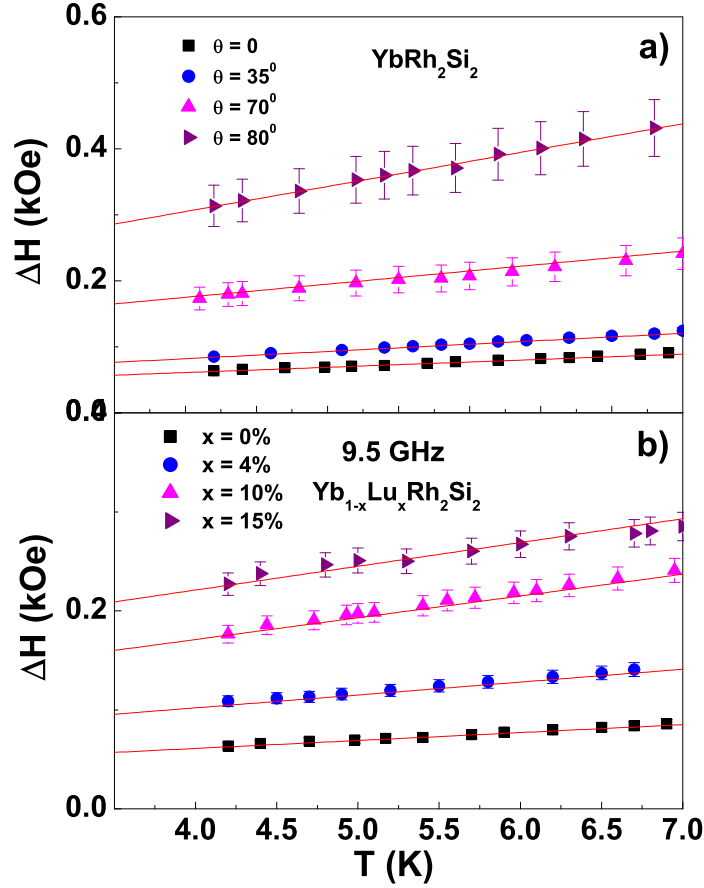 0.6
a)
YbRh₂Si₂
θ = 0
θ = 35⁰
θ = 70⁰
θ = 80⁰
0.4
0.2
0.0
ΔH (kOe)
0.4
b)
9.5 GHz
Yb₁₋ₓLuₓRh₂Si₂
x = 0%
x = 4%
x = 10%
x = 15%
0.2
0.0
ΔH (kOe)
4.0 4.5 5.0 5.5 6.0 6.5 7.0
T (K)